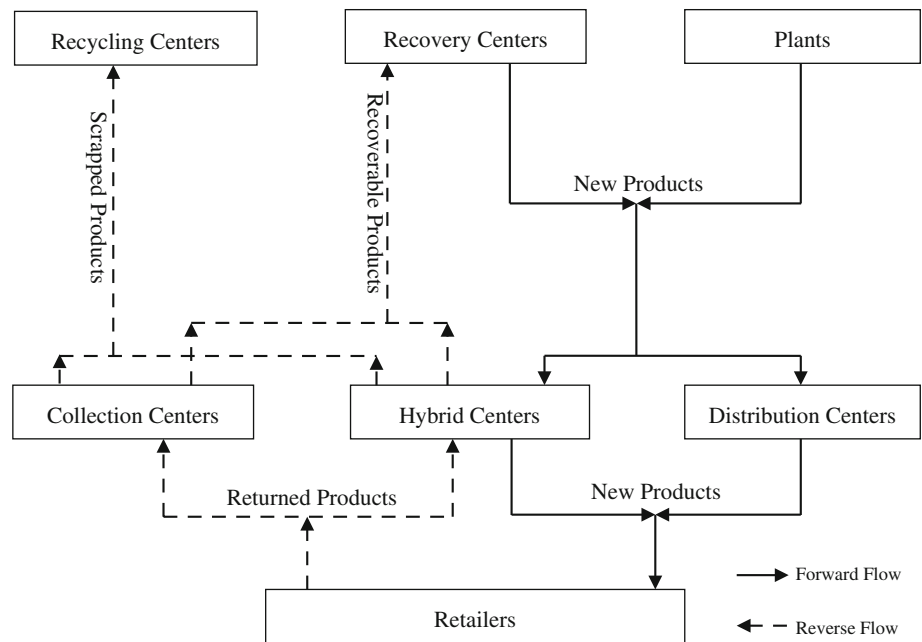 Recycling Centers
Recovery Centers
Plants
Scrapped Products
Recoverable Products
New Products
Collection Centers
Hybrid Centers
Distribution Centers
Returned Products
New Products
Retailers
Forward Flow
Reverse Flow